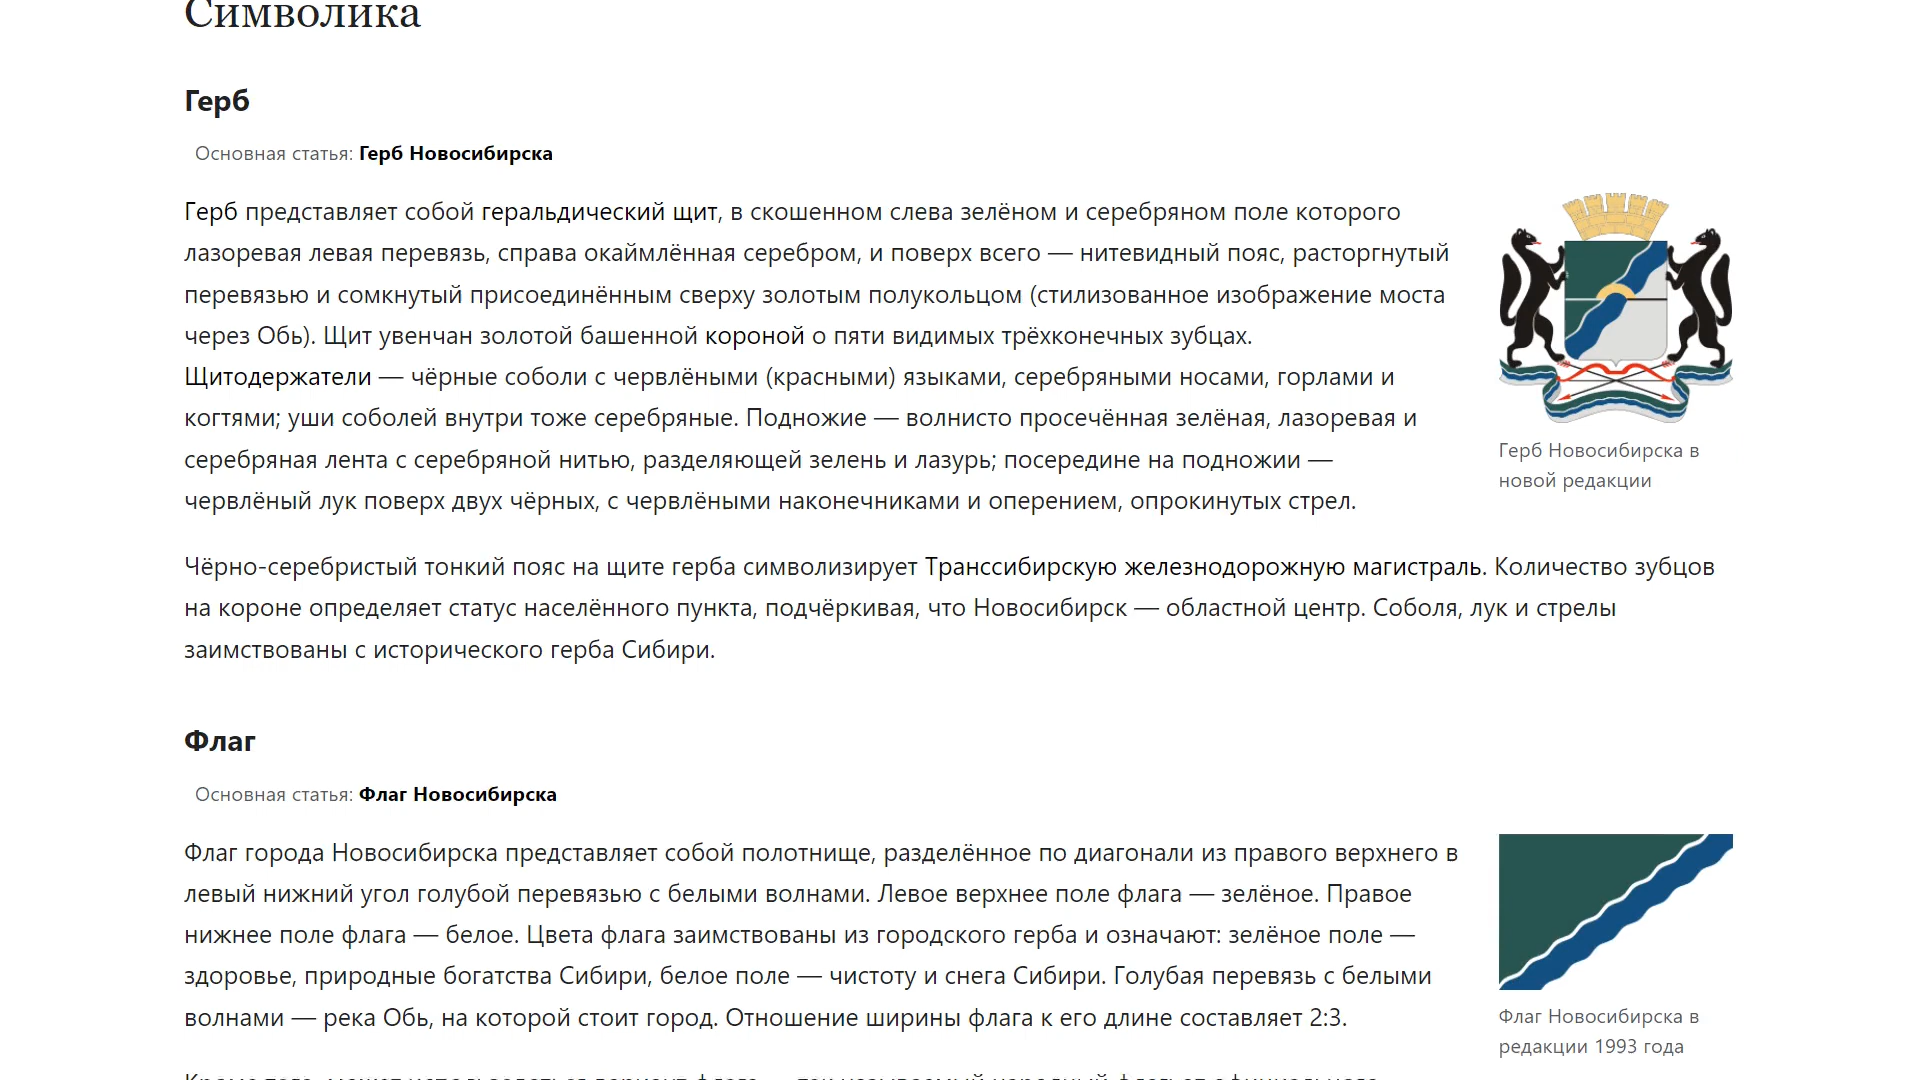 Символика
Герб
Основная статья: Герб Новосибирска
Герб представляет собой геральдический щит, в скошенном слева зелёном и серебряном поле которого
лазоревая левая перевязь, справа окаймлённая серебром, и поверх всего — нитевидный пояс, расторгнутый
перевязью и сомкнутый присоединённым сверху золотым полукольцом (стилизованное изображение моста
через Обь). Щит увенчан золотой башенной короной о пяти видимых трёхконечных зубцах.
Щитодержатели — чёрные соболи с червлёными (красными) языками, серебряными носами, горлами и
когтями; уши соболей внутри тоже серебряные. Подножие — волнисто просечённая зелёная, лазоревая и
серебряная лента с серебряной нитью, разделяющей зелень и лазурь; посередине на подножии —
червлёный лук поверх двух чёрных, с червлёными наконечниками и оперением, опрокинутых стрел.
Герб Новосибирска в
новой редакции
Чёрно-серебристый тонкий пояс на щите герба символизирует Транссибирскую железнодорожную магистраль. Количество зубцов
на короне определяет статус населённого пункта, подчёркивая, что Новосибирск — областной центр. Соболя, лук и стрелы
заимствованы с исторического герба Сибири.
Флаг
Основная статья: Флаг Новосибирска
Флаг города Новосибирска представляет собой полотнище, разделённое по диагонали из правого верхнего в
левый нижний угол голубой перевязью с белыми волнами. Левое верхнее поле флага — зелёное. Правое
нижнее поле флага — белое. Цвета флага заимствованы из городского герба и означают: зелёное поле —
здоровье, природные богатства Сибири, белое поле — чистоту и снега Сибири. Голубая перевязь с белыми
волнами — река Обь, на которой стоит город. Отношение ширины флага к его длине составляет 2:3.
Флаг Новосибирска в
редакции 1993 года